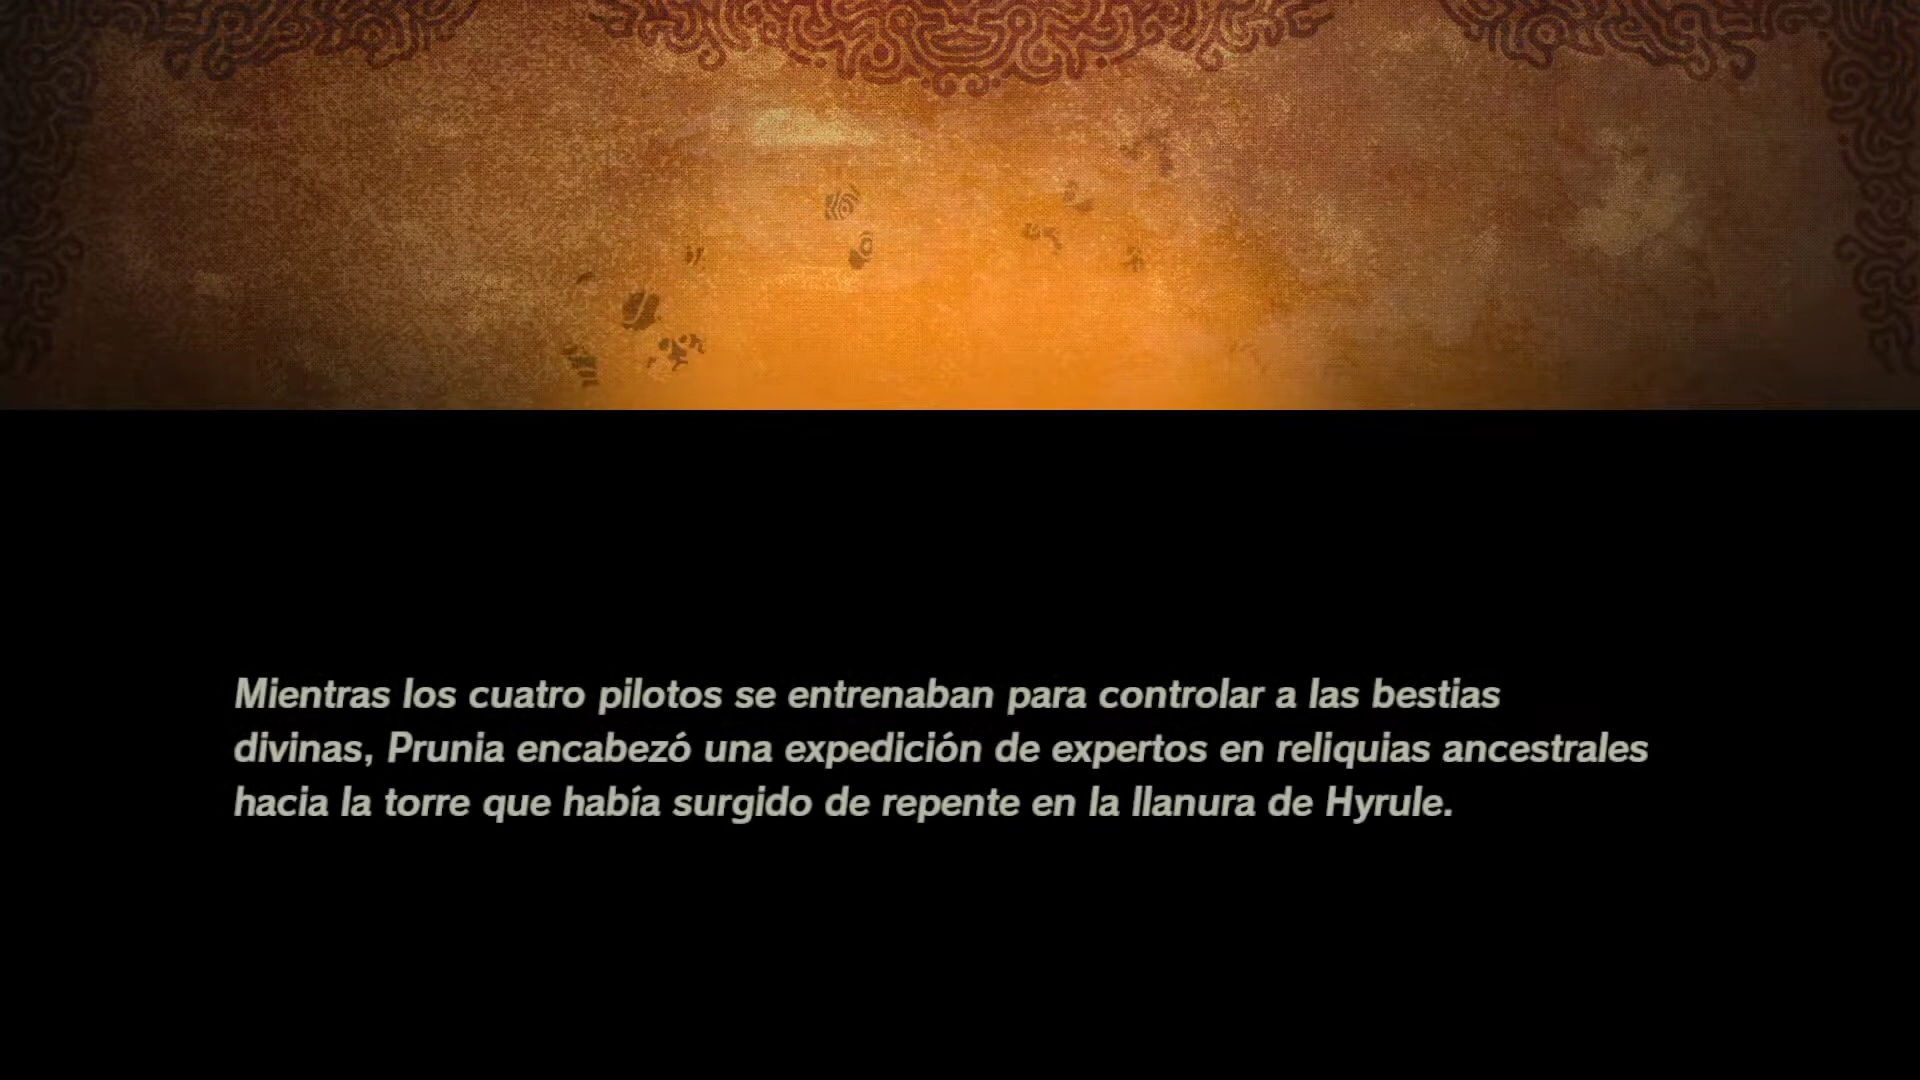 Mientras los cuatro pilotos se entrenaban para controlar a las bestias
divinas, Prunia encabezó una expedición de expertos en reliquias ancestrales
hacia la torre que había surgido de repente en la llanura de Hyrule.